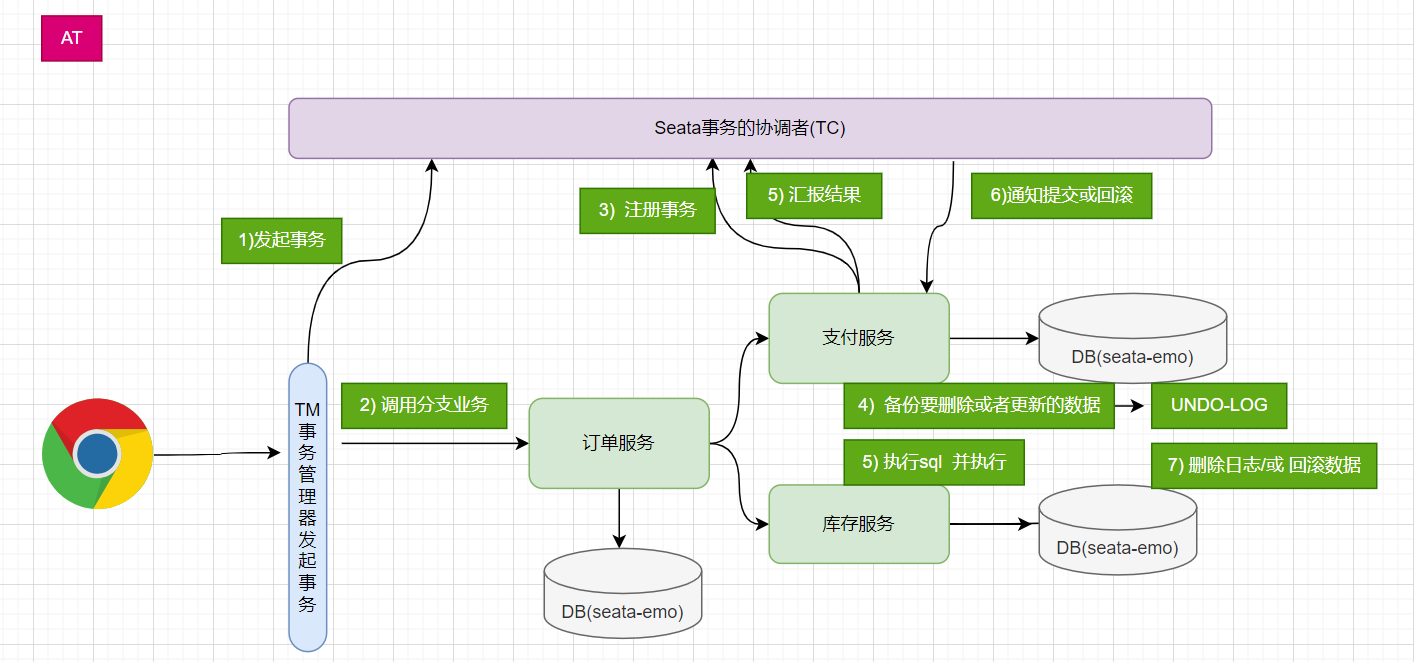 AT
Seata事务的协调者(TC)
1)发起事务
3) 注册事务
5) 汇报结果
6)通知提交或回滚
TM
事
务
管
理
器
发
起
事
务
2) 调用分支业务
订单服务
DB(seata-emo)
支付服务
DB(seata-emo)
4) 备份要删除或者更新的数据
UNDO-LOG
5) 执行sql 并执行
7) 删除日志/或 回滚数据
库存服务
DB(seata-emo)